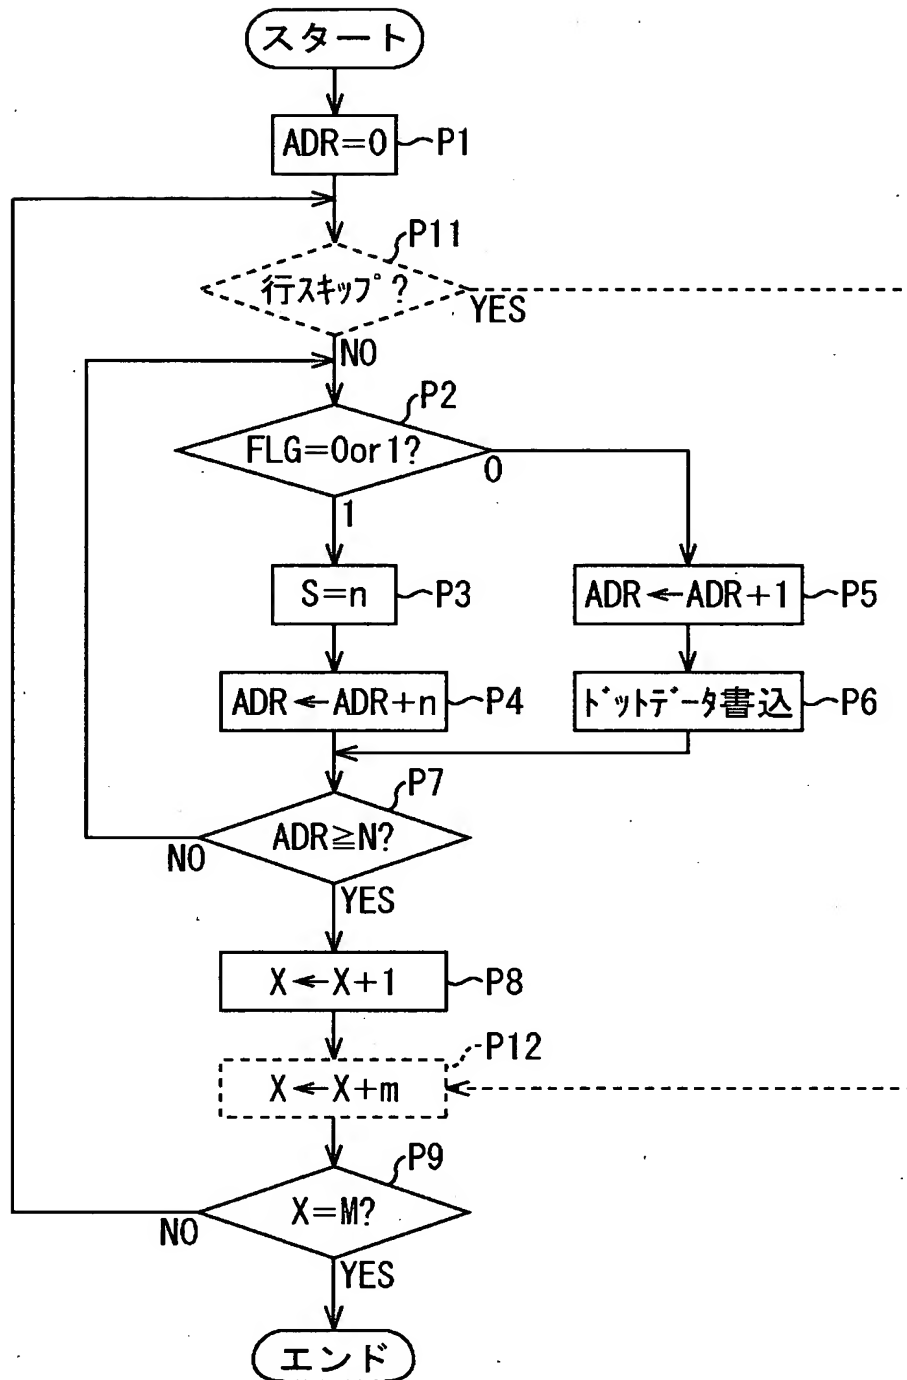 スタート
ADR=0 P1
P11
行スキップ?
YES
NO
P2
FLG=0or1?
0
1
S=n P3
ADR←ADR+1 P5
ADR←ADR+n P4
ドットデータ書込 P6
P7
ADR≧N?
NO
YES
X←X+1 P8
P12
X←X+m
P9
X=M?
NO
YES
エンド